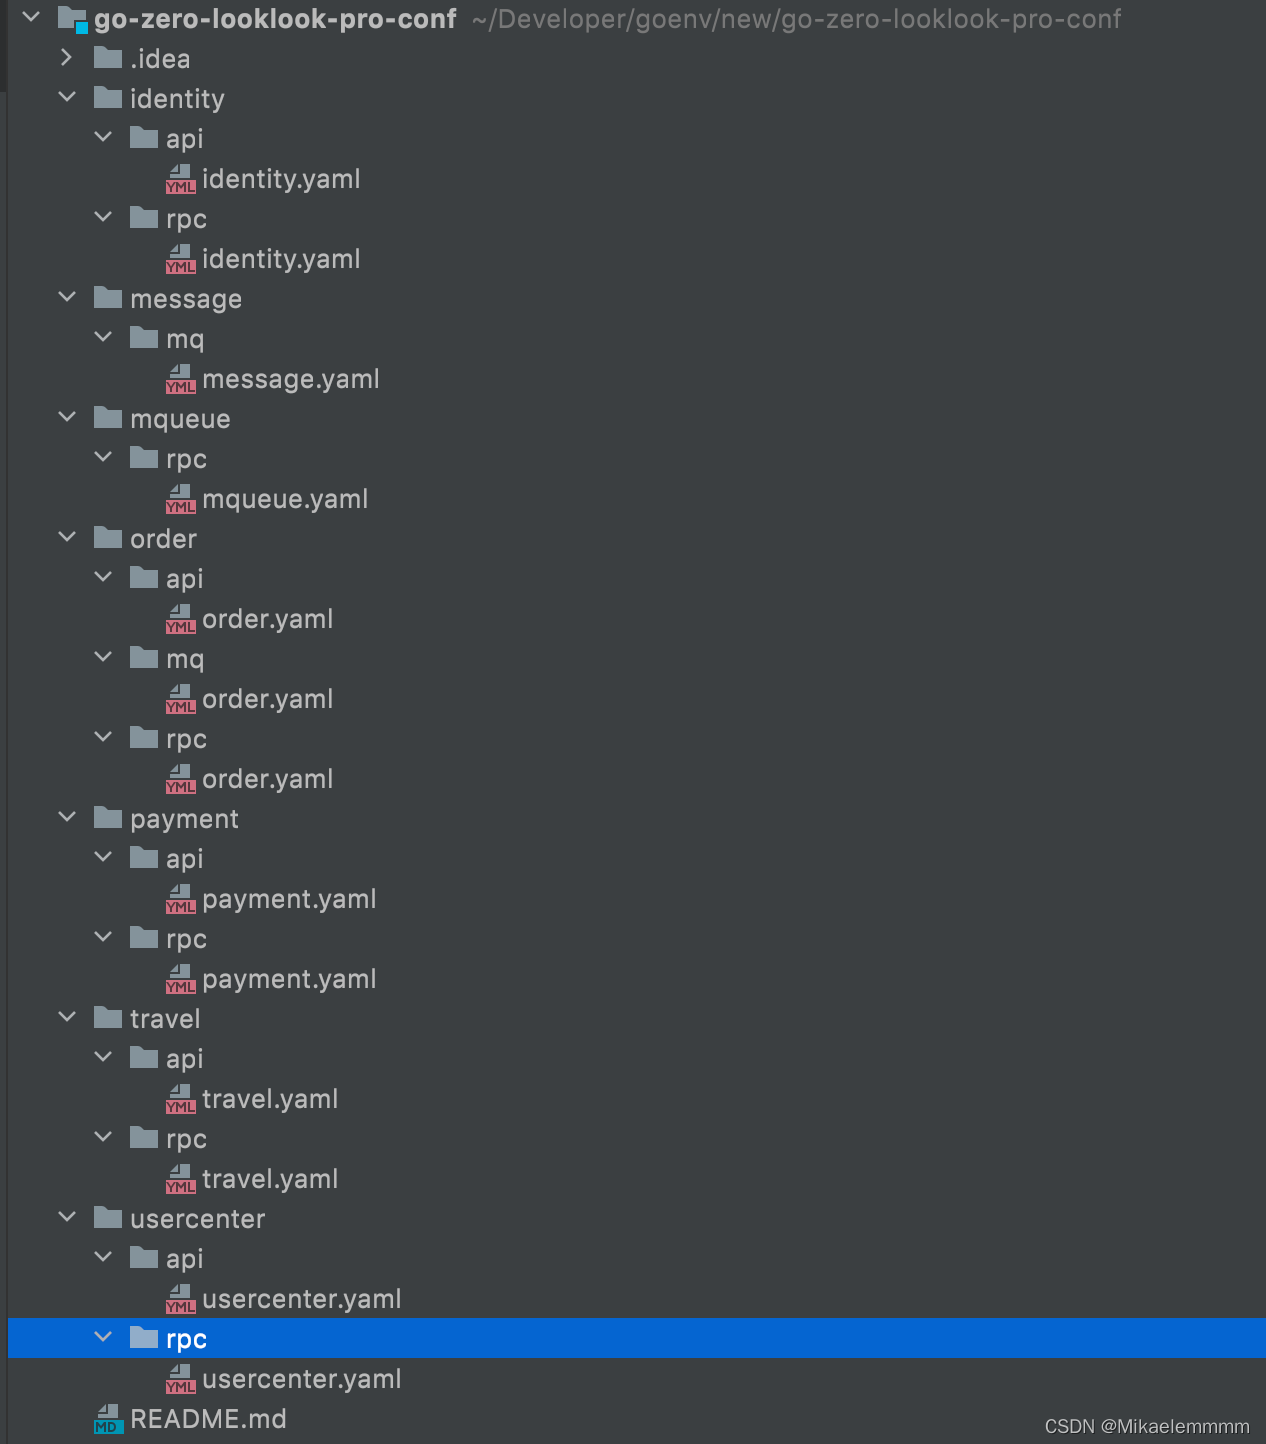 go-zero-looklook-pro-conf ~/Developer/goenv/new/go-zero-looklook-pro-conf
.idea
identity
api
YML identity.yaml
rpc
YML identity.yaml
message
mq
YML message.yaml
mqueue
rpc
YML mqueue.yaml
order
api
YML order.yaml
mq
YML order.yaml
rpc
YML order.yaml
payment
api
YML payment.yaml
rpc
YML payment.yaml
travel
api
YML travel.yaml
rpc
YML travel.yaml
usercenter
api
YML usercenter.yaml
rpc
YML usercenter.yaml
MD README.md
CSDN @Mikaelemmmm